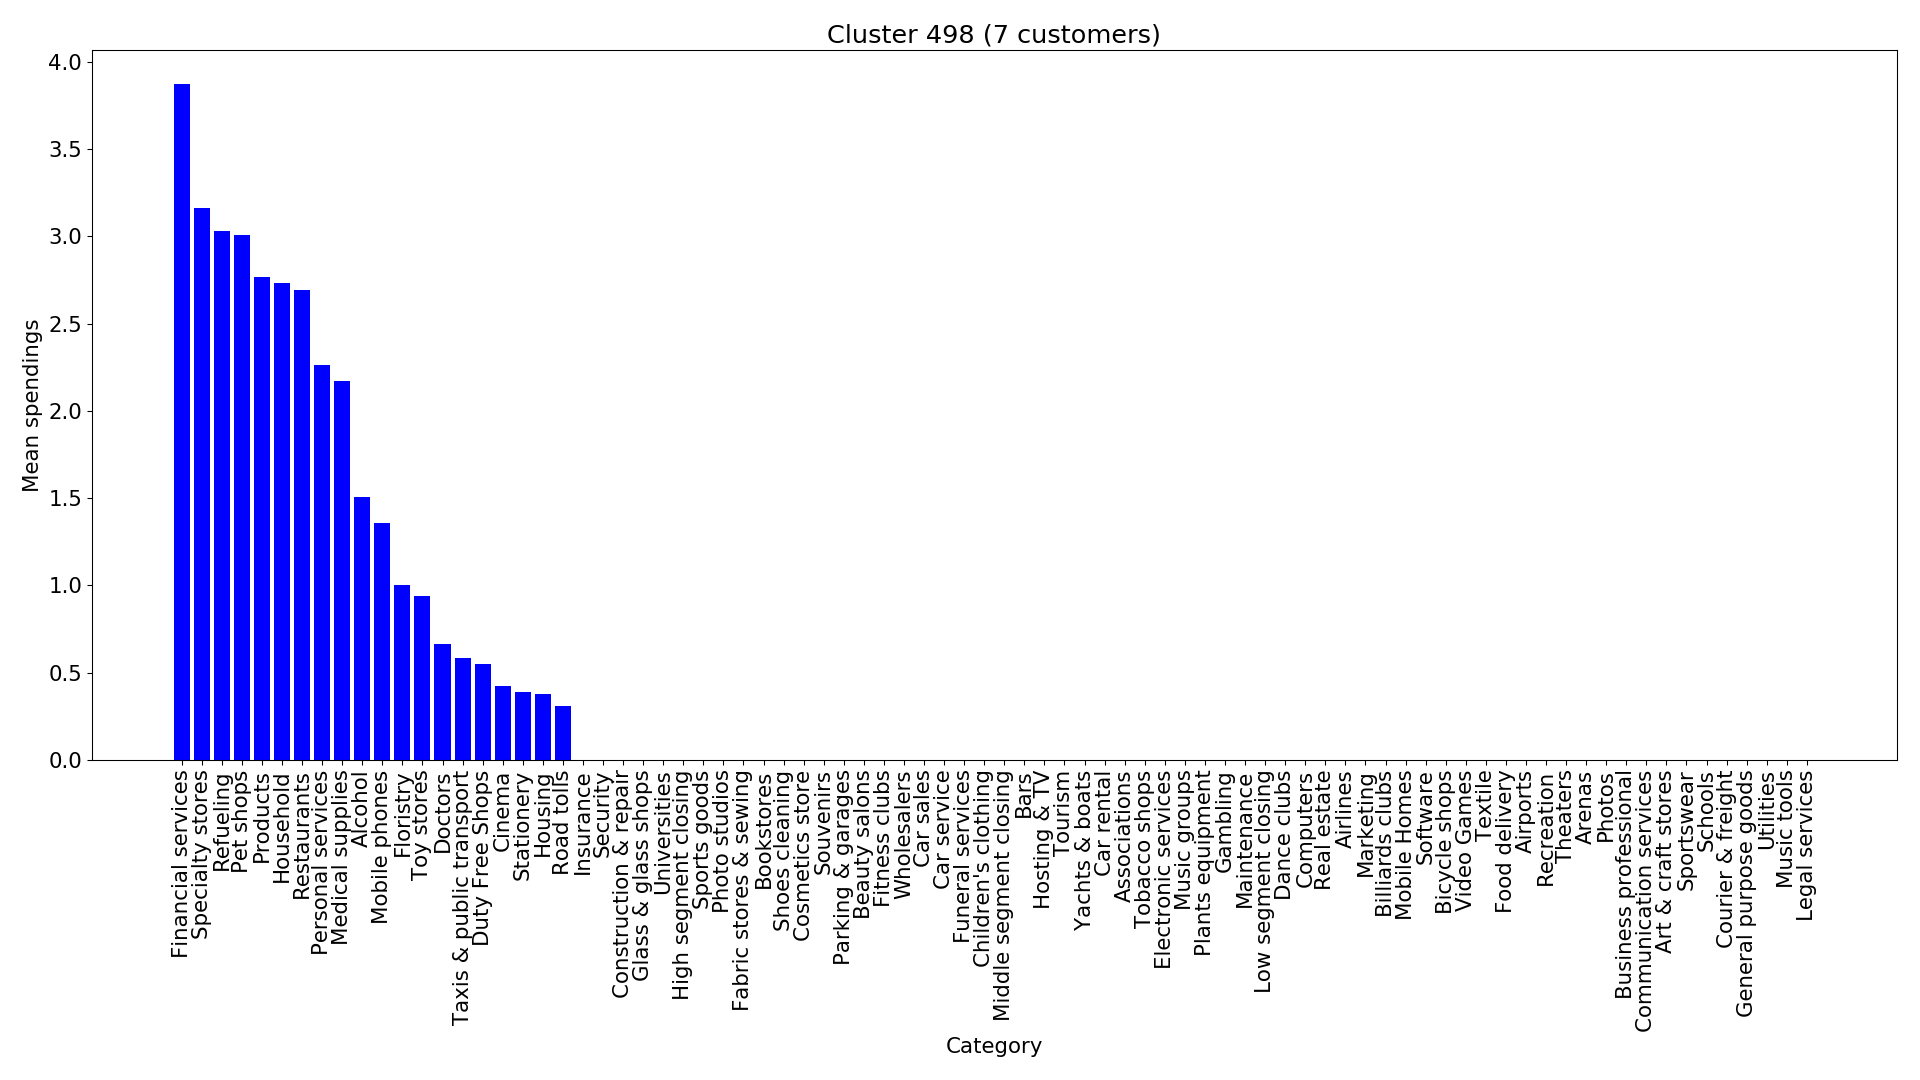 Cluster 498 (7 customers)
Mean spendings
4.0
3.5
3.0
2.5
2.0
1.5
1.0
0.5
0.0
Financial services
Specialty stores
Refueling
Pet shops
Products
Household
Restaurants
Personal services
Medical supplies
Alcohol
Mobile phones
Floristry
Toy stores
Doctors
Taxis & public transport
Duty Free Shops
Cinema
Stationery
Housing
Road tolls
Insurance
Security
Construction & repair
Glass & glass shops
Universities
High segment closing
Sports goods
Photo studios
Fabric stores & sewing
Bookstores
Shoes cleaning
Cosmetics store
Souvenirs
Parking & garages
Beauty salons
Fitness clubs
Wholesalers
Car sales
Car service
Funeral services
Children's clothing
Middle segment closing
Bars
Hosting & TV
Tourism
Yachts & boats
Car rental
Associations
Tobacco shops
Electronic services
Music groups
Plants equipment
Gambling
Maintenance
Low segment closing
Dance clubs
Computers
Real estate
Airlines
Marketing
Billiards clubs
Mobile Homes
Software
Bicycle shops
Video Games
Textile
Food delivery
Airports
Recreation
Theaters
Arenas
Photos
Business professional
Communication services
Art & craft stores
Sportswear
Schools
Courier & freight
General purpose goods
Utilities
Music tools
Legal services
Category